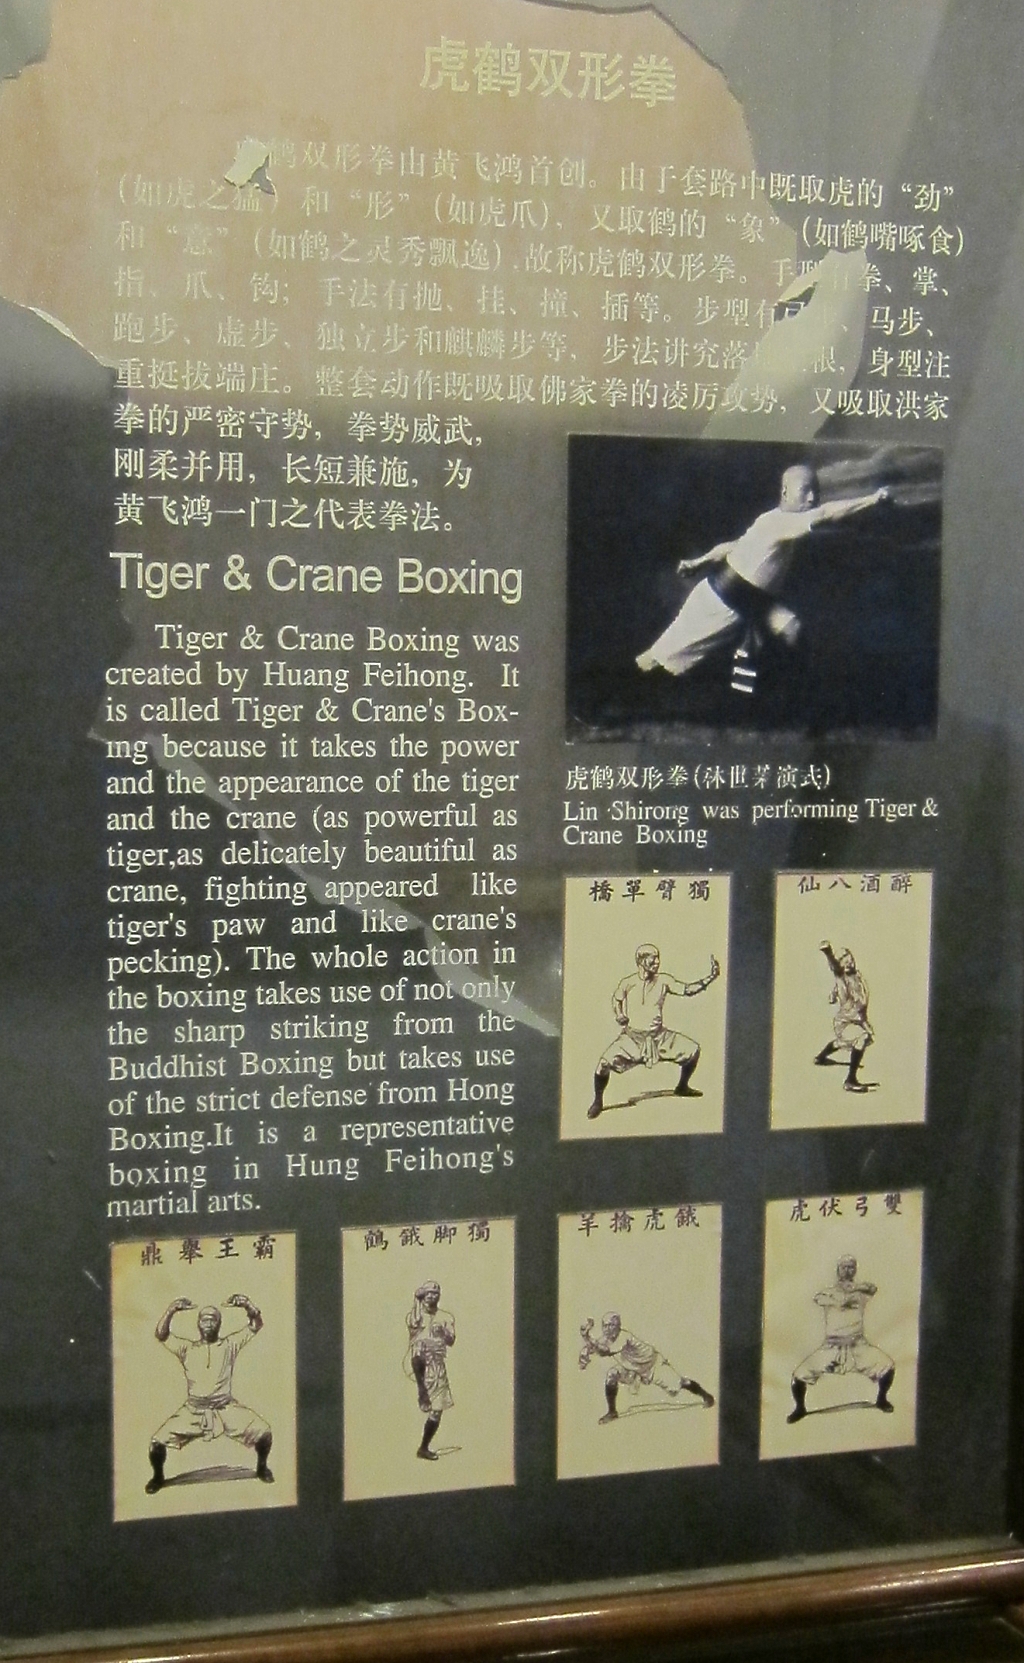 虎鹤双形拳
鹤双形拳由黄飞鸿首创。由于套路中既取虎的“劲”
（如虎之猛）和“形”（如虎爪）、又取鹤的“象”（如鹤嘴啄食）
和“意”（如鹤之灵秀飘逸）.故称虎鹤双形拳。手型有拳、掌、
指、爪、钩；手法有抛、挂、撞、插等。步型有 、马步、
跑步、虚步、独立步和麒麟步等，步法讲究落 根，身型注
重挺拔端庄。整套动作既吸取佛家拳的凌厉攻势，又吸取洪家
拳的严密守势，拳势威武，
刚柔并用，长短兼施，为
黄飞鸿一门之代表拳法。
Tiger & Crane Boxing
Tiger & Crane Boxing was
created by Huang Feihong. It
is called Tiger & Crane's Box-
ing because it takes the power
and the appearance of the tiger
and the crane (as powerful as
tiger,as delicately beautiful as
crane, fighting appeared like
tiger's paw and like crane's
pecking). The whole action in
the boxing takes use of not only
the sharp striking from the
Buddhist Boxing but takes use
of the strict defense from Hong
Boxing.It is a representative
boxing in Hung Feihong's
martial arts.
虎鹤双形拳(林世荣演式)
Lin Shirong was performing Tiger &
Crane Boxing
橋單臂獨
仙八酒醉
鼎舉王霸
鶴餓脚獨
羊擒虎餓
虎伏弓雙